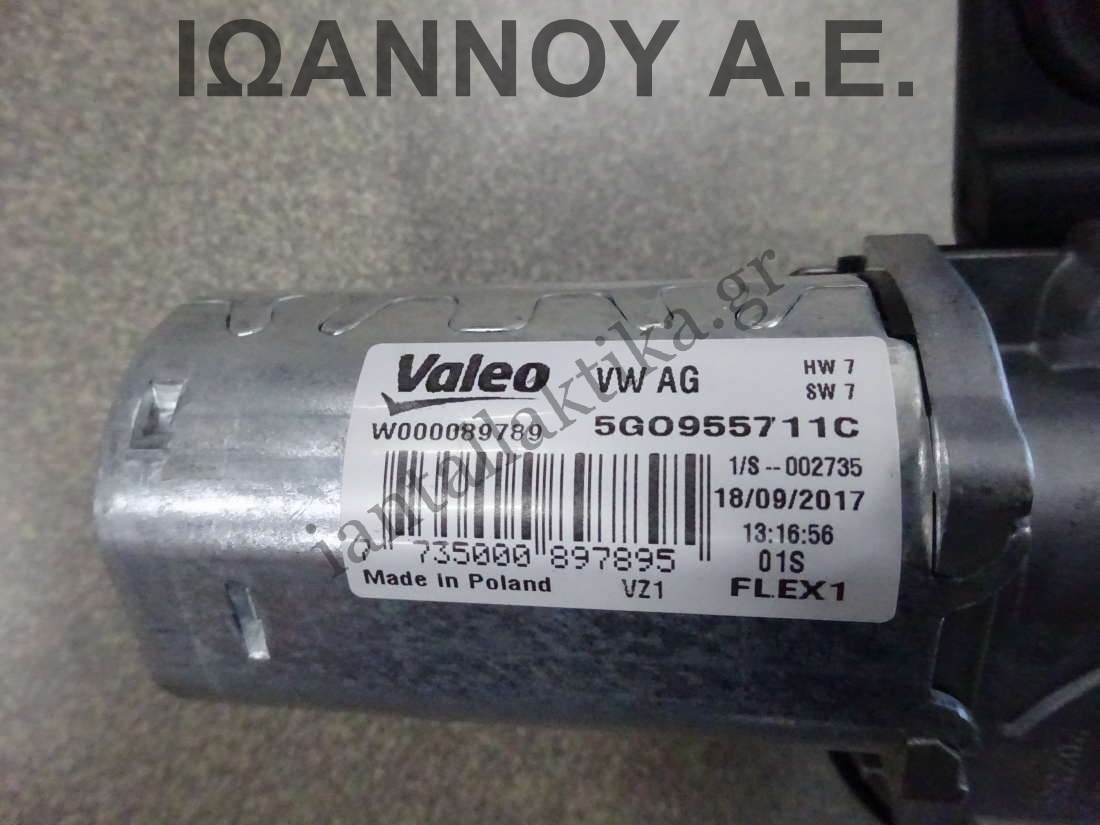 ΙΩΑΝΝΟΥ Α.Ε.
Valeo VW AG HW 7
SW 7
W000089789 5G0955711C
1/S--002735
18/09/2017
13:16:56
735000 897895 01S
Made in Poland VZ1 FLEX1
iantallaktika.gr